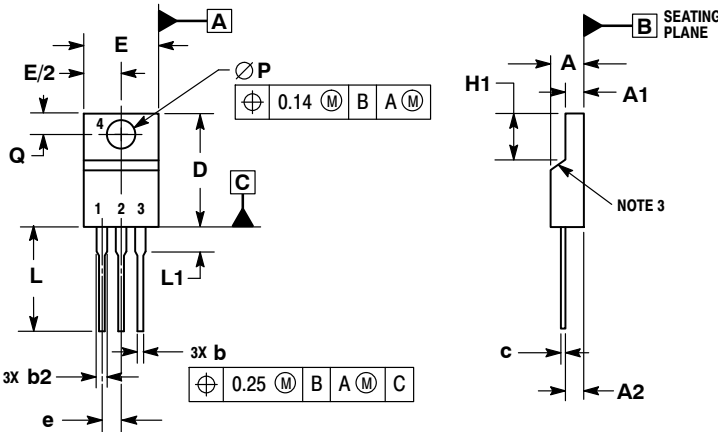 A
E
E/2
∅ P
⌖ 0.14 Ⓜ B A Ⓜ
4
Q
D
C
1 2 3
L
L1
3X b
3X b2
⌖ 0.25 Ⓜ B A Ⓜ C
e
B SEATING
PLANE
A
H1
A1
NOTE 3
c
A2